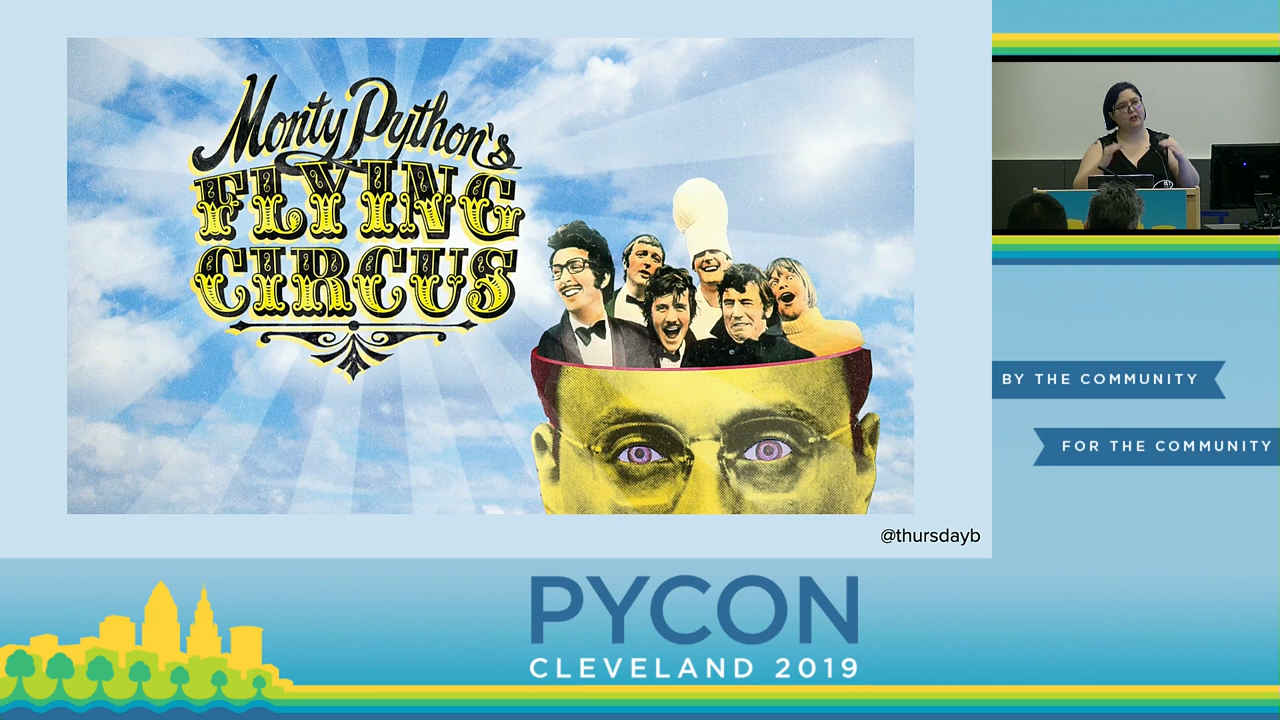 Monty Python's
FLYING
CIRCUS
@thursdayb
BY THE COMMUNITY
FOR THE COMMUNITY
PYCON
CLEVELAND 2019